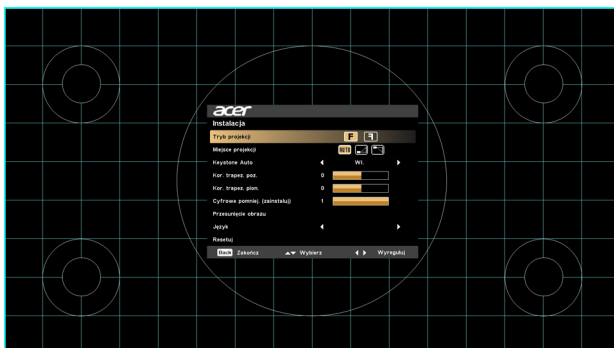 acer
Instalacja
Tryb projekcji F F
Miejsce projekcji AUTO
Keystone Auto Wł.
Kor. trapez. poz. 0
Kor. trapez. pion. 0
Cyfrowe pomniej. (zainstaluj) 1
Przesunięcie obrazu
Język
Resetuj
Back Zakończ Wybierz Wyreguluj